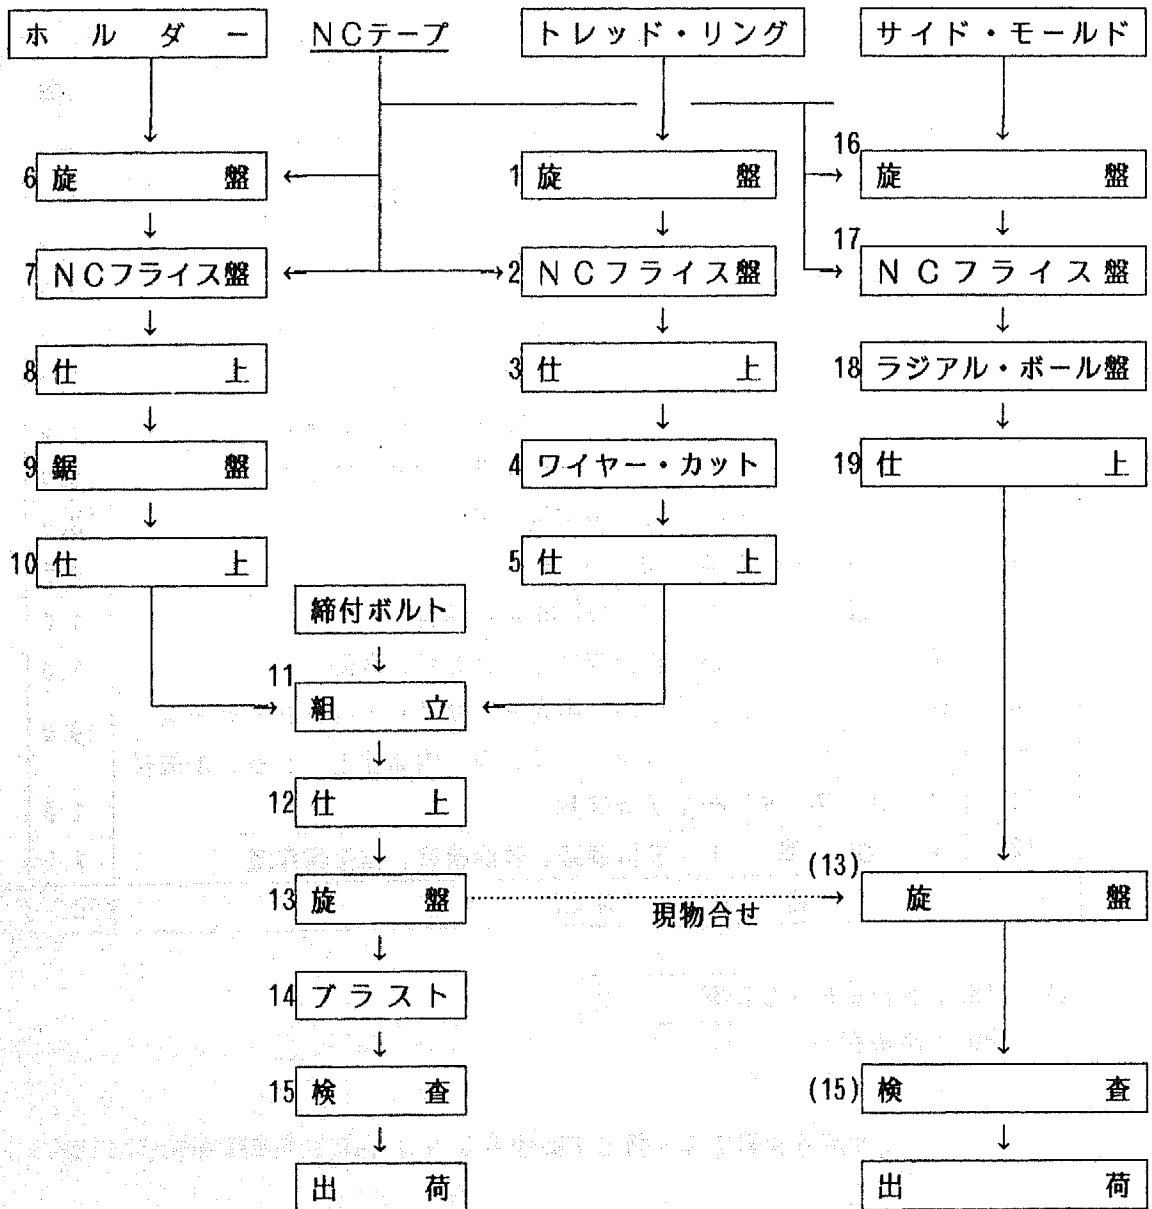 ホルダー
NCテープ
トレッド・リング
サイド・モールド
6 旋盤
1 旋盤
16 旋盤
7 NCフライス盤
2 NCフライス盤
17 NCフライス盤
8 仕上
3 仕上
18 ラジアル・ボール盤
9 鋸盤
4 ワイヤー・カット
19 仕上
10 仕上
5 仕上
締付ボルト
11 組立
12 仕上
13 旋盤
現物合せ
(13) 旋盤
14 ブラスト
15 検査
(15) 検査
出荷
出荷